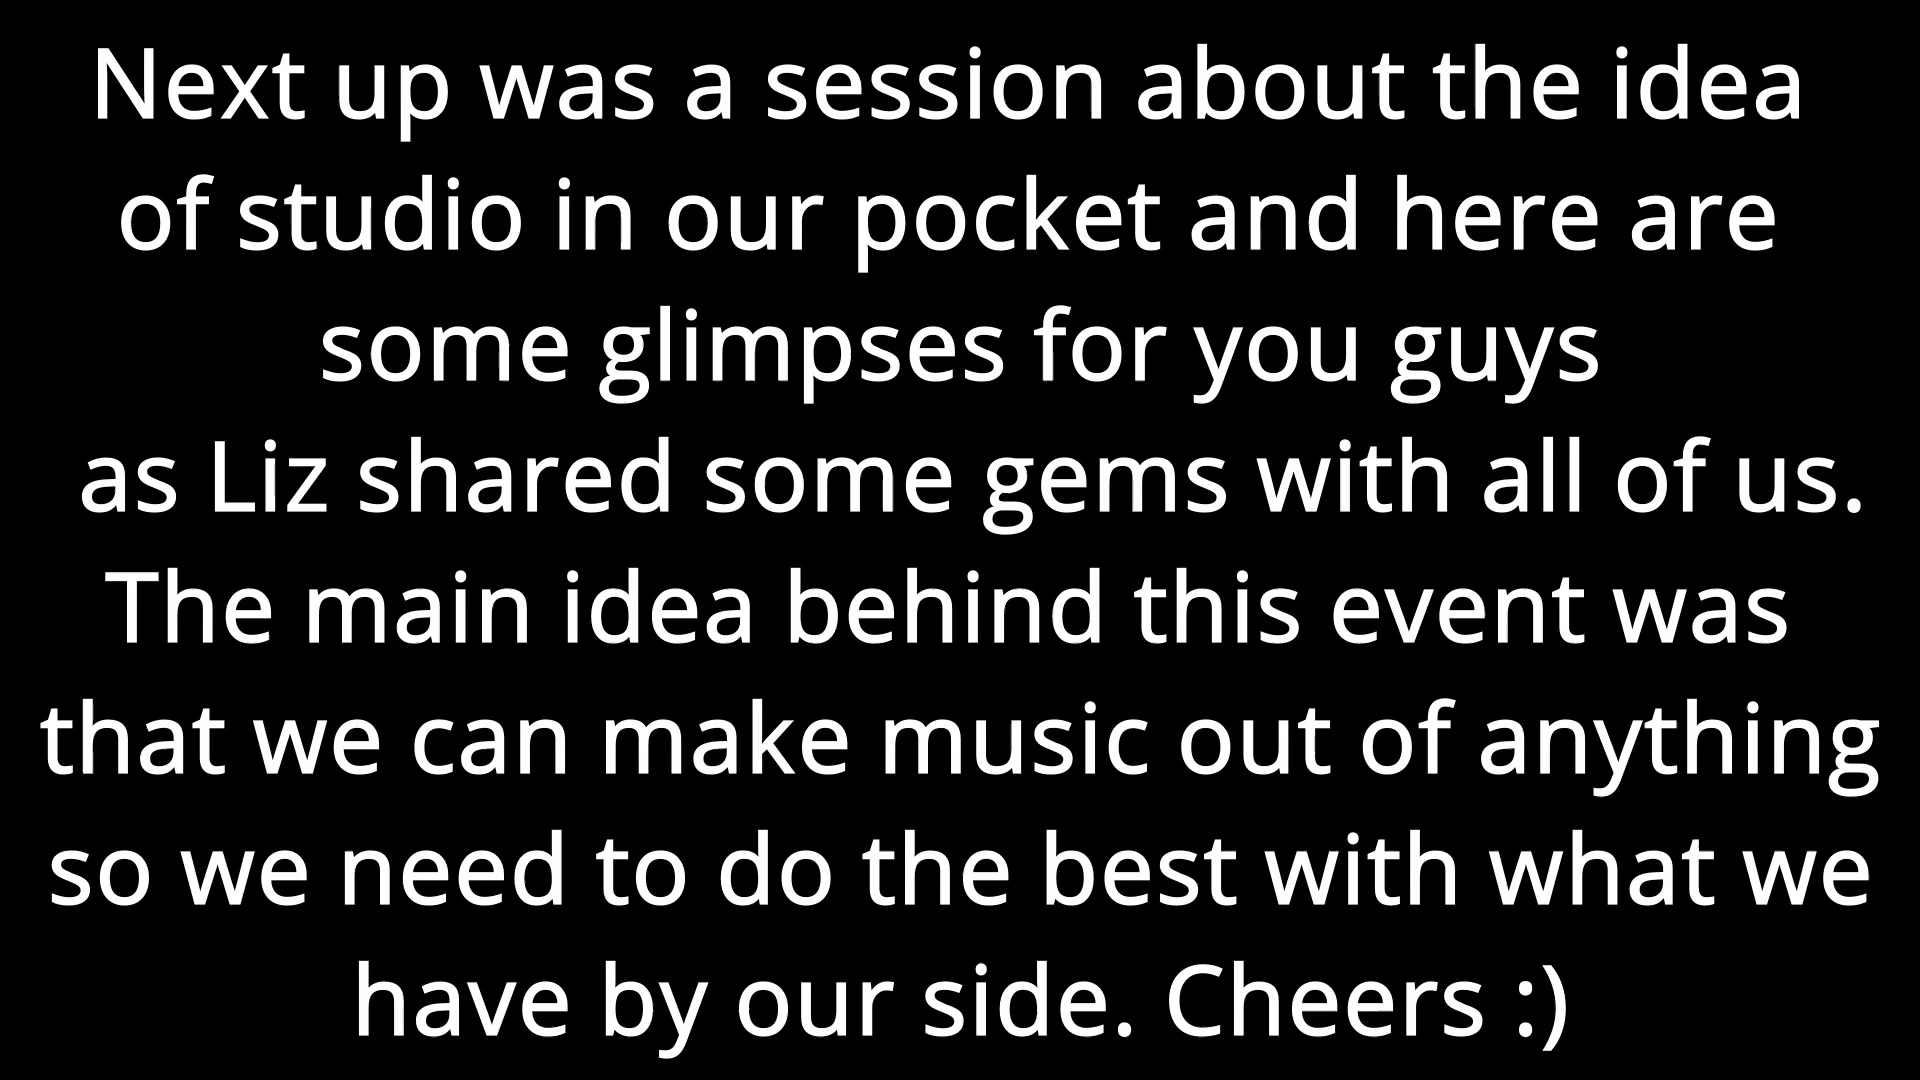 Next up was a session about the idea
of studio in our pocket and here are
some glimpses for you guys
as Liz shared some gems with all of us.
The main idea behind this event was
that we can make music out of anything
so we need to do the best with what we
have by our side. Cheers :)